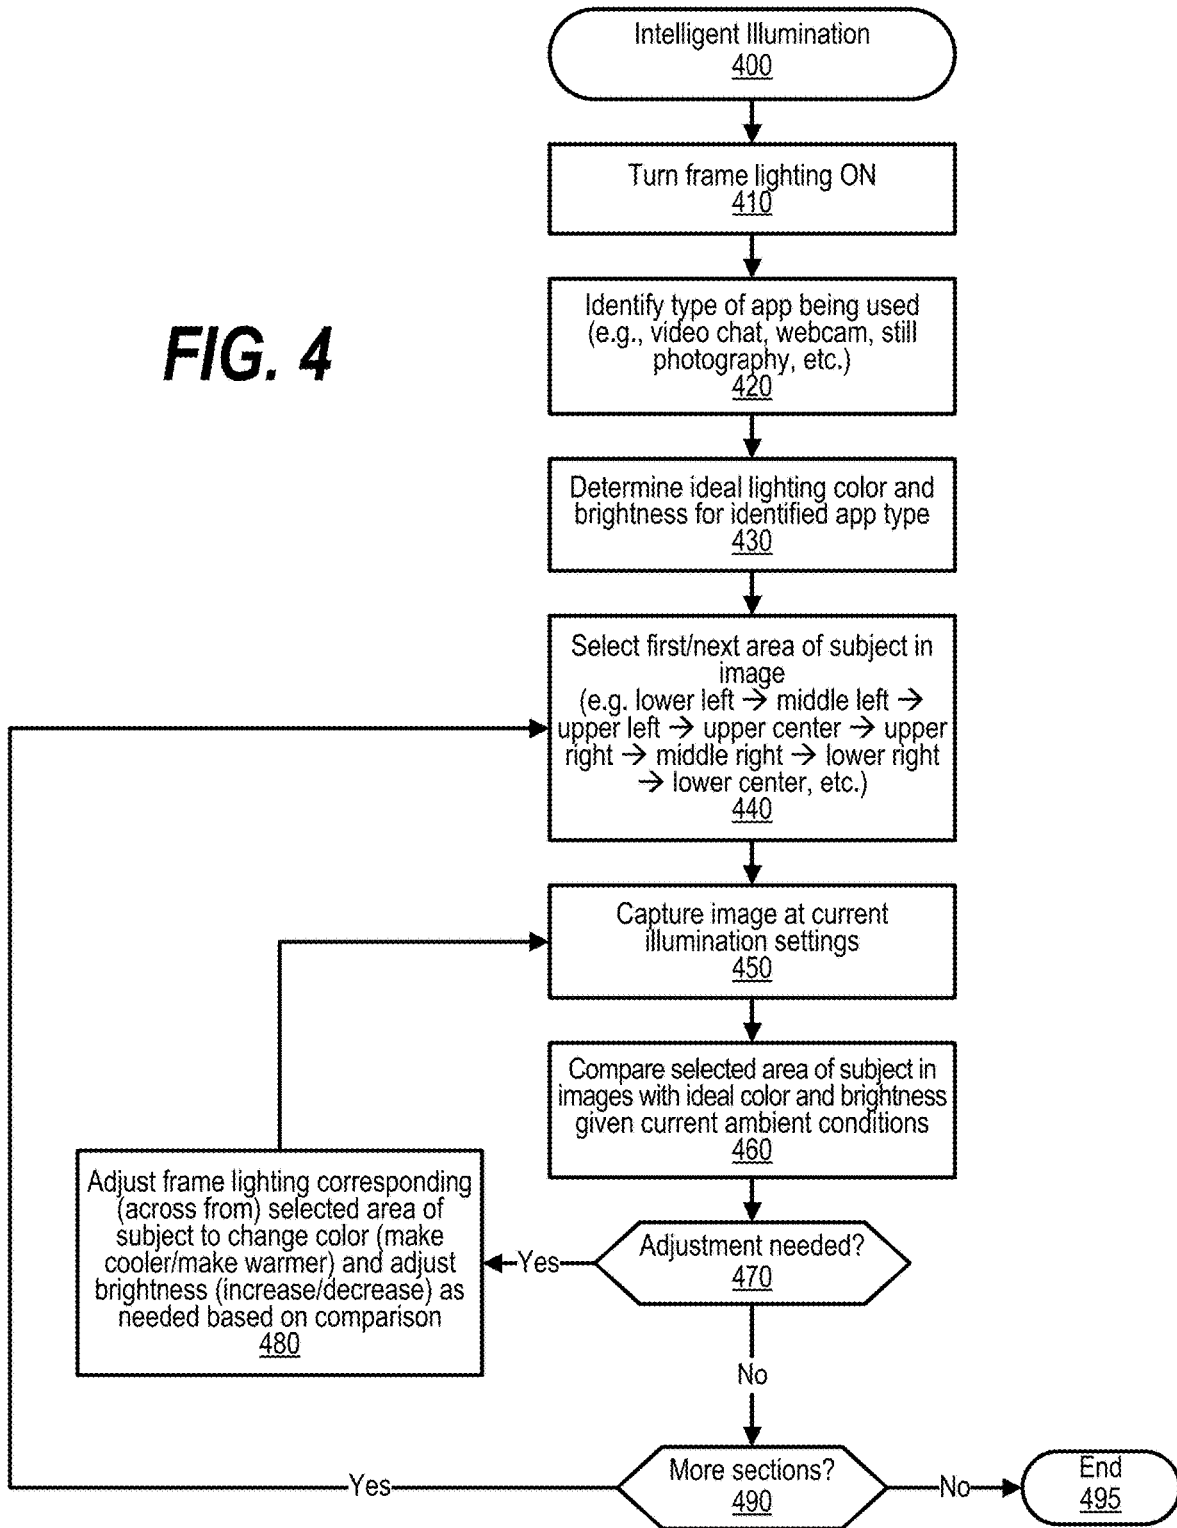 Intelligent Illumination
400
Turn frame lighting ON
410
FIG. 4
Identify type of app being used
(e.g., video chat, webcam, still
photography, etc.)
420
Determine ideal lighting color and
brightness for identified app type
430
Select first/next area of subject in
image
(e.g. lower left → middle left →
upper left → upper center → upper
right → middle right → lower right
→ lower center, etc.)
440
Capture image at current
illumination settings
450
Compare selected area of subject in
images with ideal color and brightness
given current ambient conditions
460
Adjustment needed?
470
Yes
Adjust frame lighting corresponding
(across from) selected area of
subject to change color (make
cooler/make warmer) and adjust
brightness (increase/decrease) as
needed based on comparison
480
No
More sections?
490
Yes
No
End
495